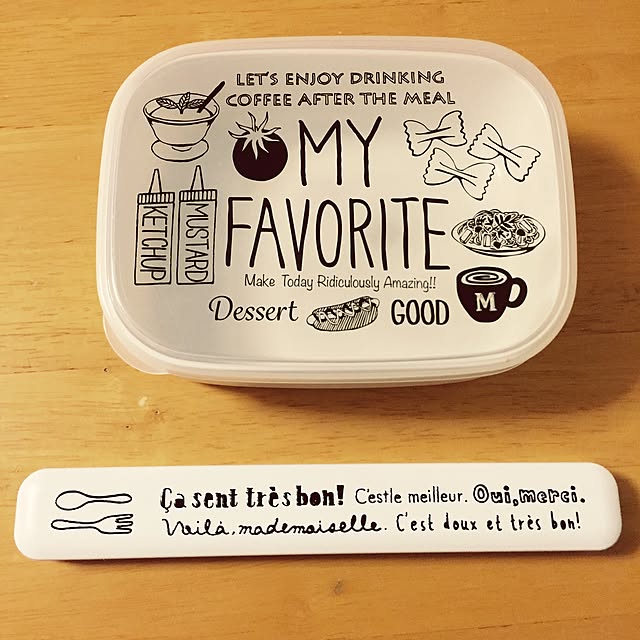 LET'S ENJOY DRINKING
COFFEE AFTER THE MEAL
MY
FAVORITE
KETCHUP
MUSTARD
Make Today Ridiculously Amazing!!
Dessert
GOOD
M
Ça sent très bon! C'estle meilleur. Oui, merci.
Voilà, mademoiselle. C'est doux et très bon!